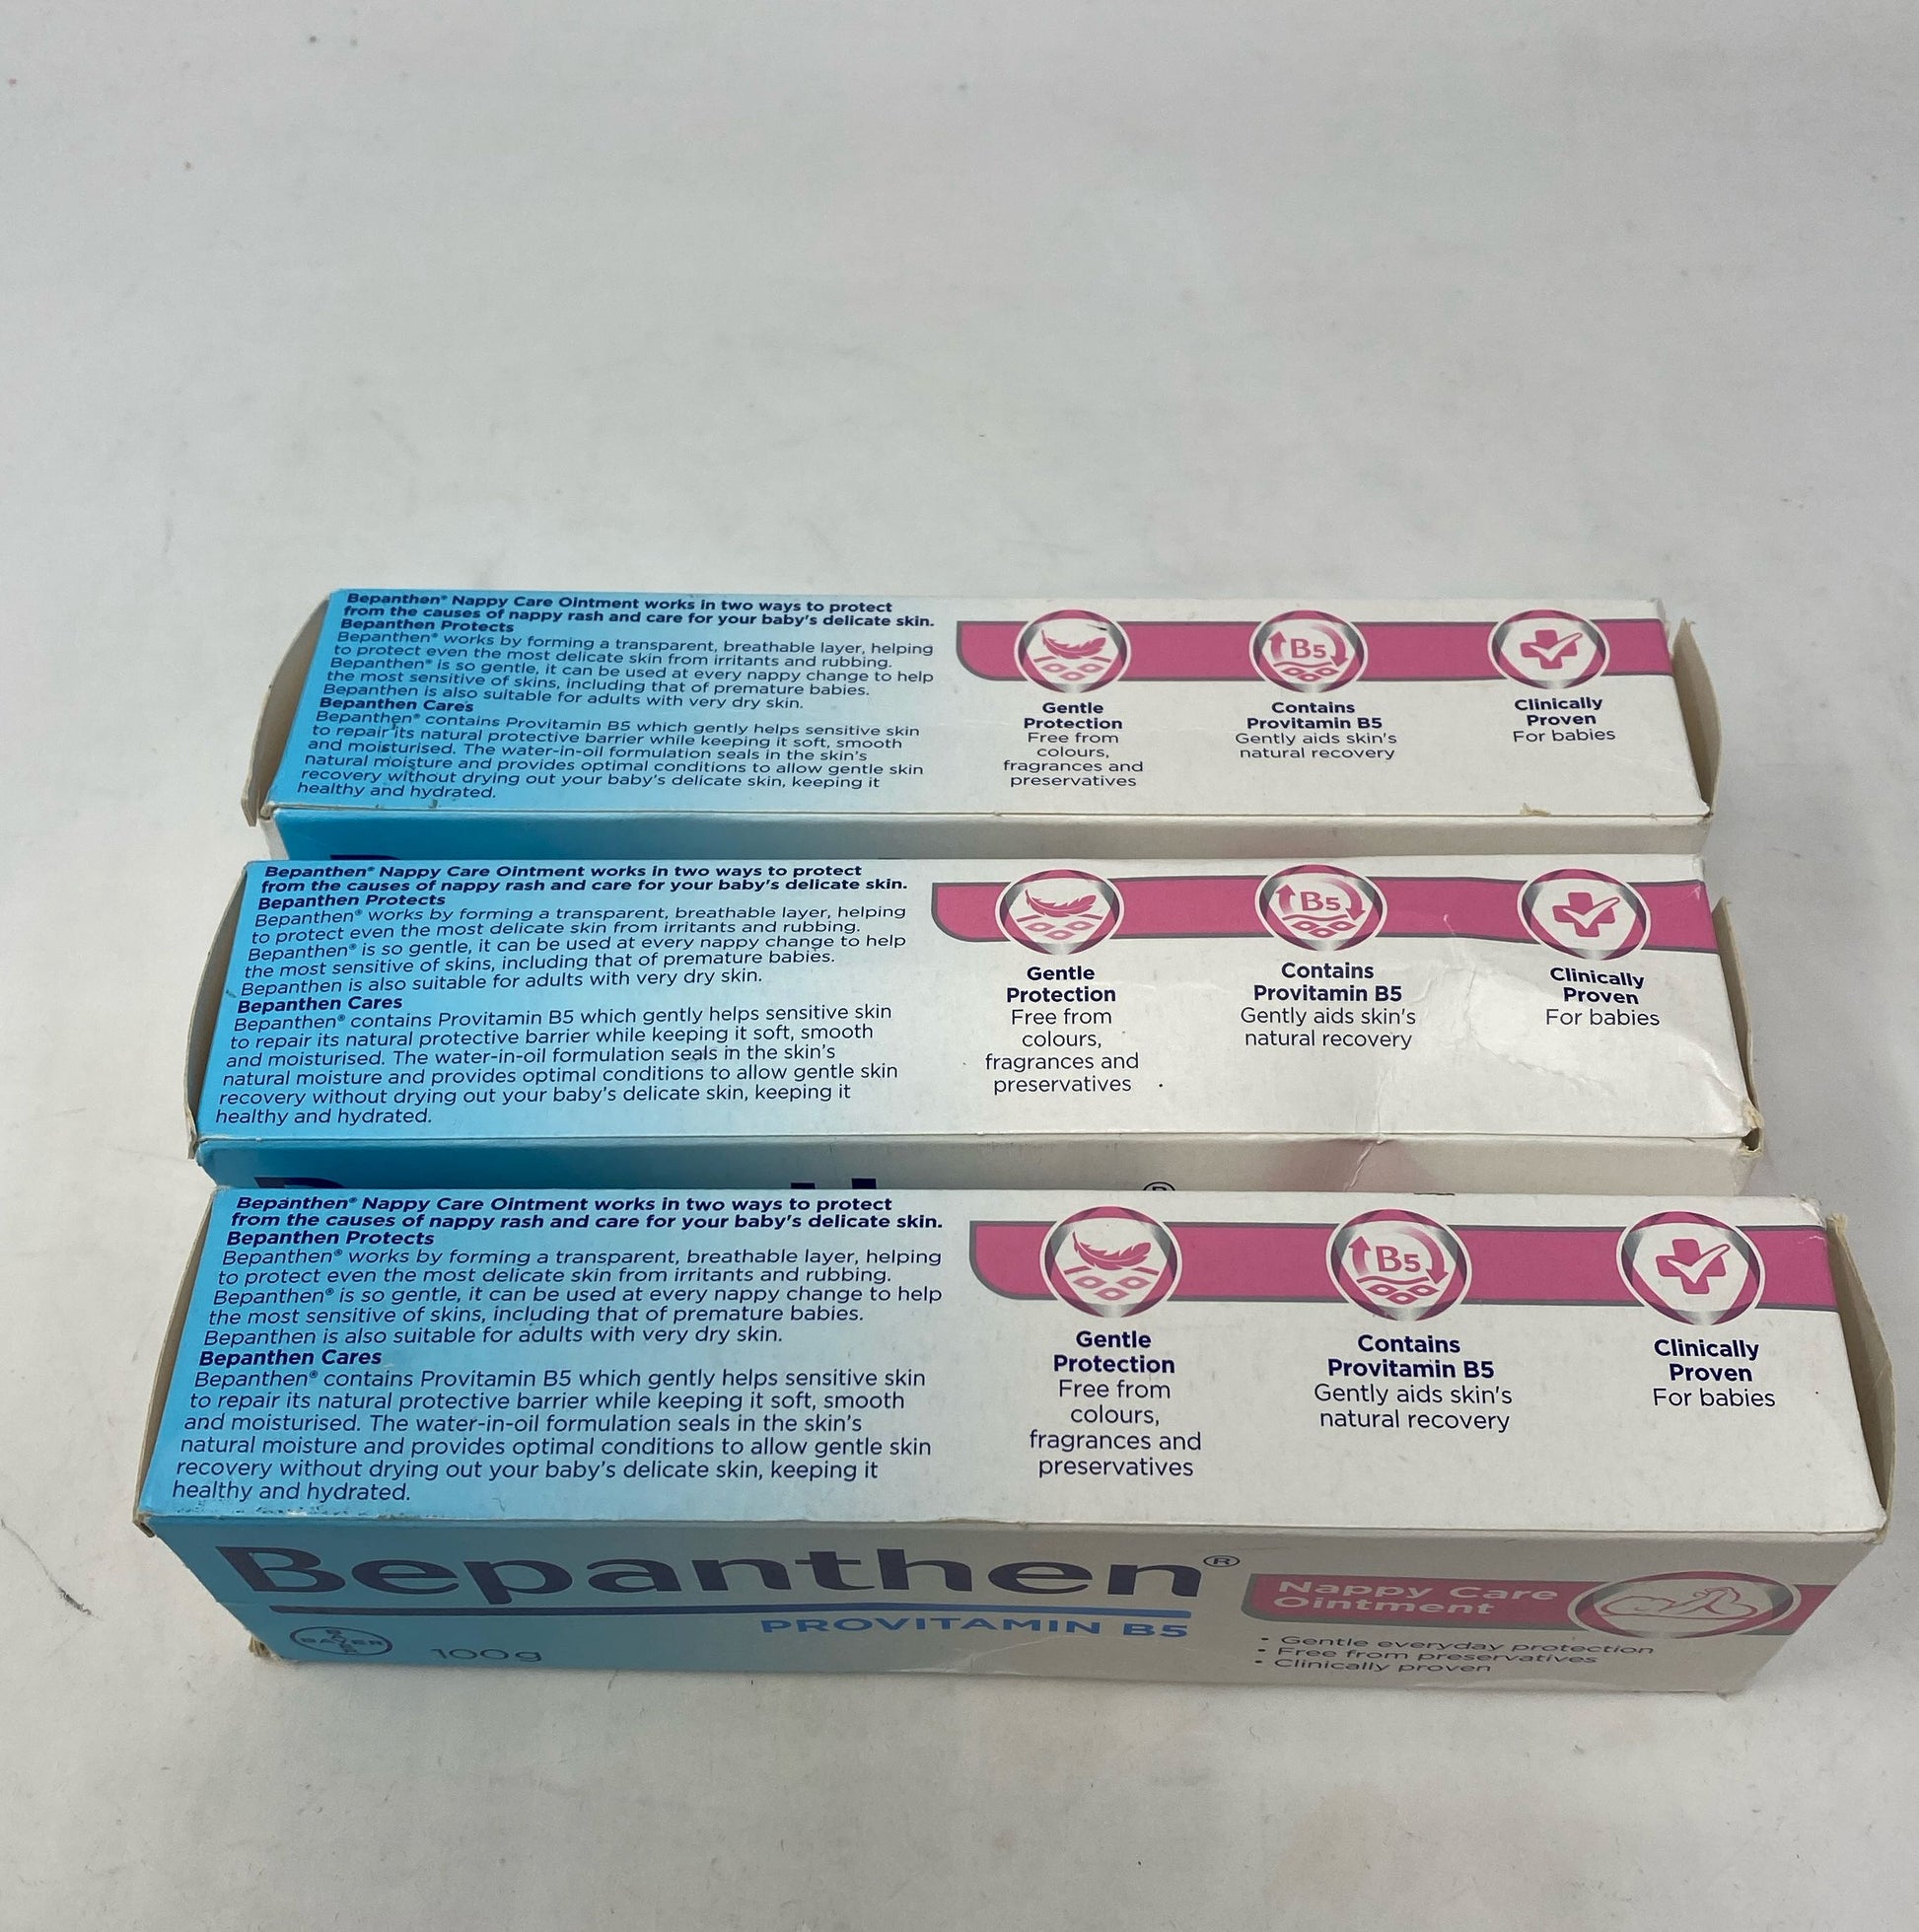 Bepanthen® Nappy Care Ointment works in two ways to protect
from the causes of nappy rash and care for your baby's delicate skin.
Bepanthen Protects
Bepanthen® works by forming a transparent, breathable layer, helping
to protect even the most delicate skin from irritants and rubbing.
Bepanthen® is so gentle, it can be used at every nappy change to help
the most sensitive of skins, including that of premature babies.
Bepanthen is also suitable for adults with very dry skin.
Bepanthen Cares
Bepanthen® contains Provitamin B5 which gently helps sensitive skin
to repair its natural protective barrier while keeping it soft, smooth
and moisturised. The water-in-oil formulation seals in the skin's
natural moisture and provides optimal conditions to allow gentle skin
recovery without drying out your baby's delicate skin, keeping it
healthy and hydrated.
Gentle
Protection
Free from
colours,
fragrances and
preservatives
B5
Contains
Provitamin B5
Gently aids skin's
natural recovery
Clinically
Proven
For babies
Bepanthen® Nappy Care Ointment works in two ways to protect
from the causes of nappy rash and care for your baby's delicate skin.
Bepanthen Protects
Bepanthen® works by forming a transparent, breathable layer, helping
to protect even the most delicate skin from irritants and rubbing.
Bepanthen® is so gentle, it can be used at every nappy change to help
the most sensitive of skins, including that of premature babies.
Bepanthen is also suitable for adults with very dry skin.
Bepanthen Cares
Bepanthen® contains Provitamin B5 which gently helps sensitive skin
to repair its natural protective barrier while keeping it soft, smooth
and moisturised. The water-in-oil formulation seals in the skin's
natural moisture and provides optimal conditions to allow gentle skin
recovery without drying out your baby's delicate skin, keeping it
healthy and hydrated.
Gentle
Protection
Free from
colours,
fragrances and
preservatives
B5
Contains
Provitamin B5
Gently aids skin's
natural recovery
Clinically
Proven
For babies
Bepanthen® Nappy Care Ointment works in two ways to protect
from the causes of nappy rash and care for your baby's delicate skin.
Bepanthen Protects
Bepanthen® works by forming a transparent, breathable layer, helping
to protect even the most delicate skin from irritants and rubbing.
Bepanthen® is so gentle, it can be used at every nappy change to help
the most sensitive of skins, including that of premature babies.
Bepanthen is also suitable for adults with very dry skin.
Bepanthen Cares
Bepanthen® contains Provitamin B5 which gently helps sensitive skin
to repair its natural protective barrier while keeping it soft, smooth
and moisturised. The water-in-oil formulation seals in the skin's
natural moisture and provides optimal conditions to allow gentle skin
recovery without drying out your baby's delicate skin, keeping it
healthy and hydrated.
Gentle
Protection
Free from
colours,
fragrances and
preservatives
B5
Contains
Provitamin B5
Gently aids skin's
natural recovery
Clinically
Proven
For babies
Bepanthen®
PROVITAMIN B5
BAYER
100g
Nappy Care
Ointment
• Gentle everyday protection
• Free from preservatives
• Clinically proven